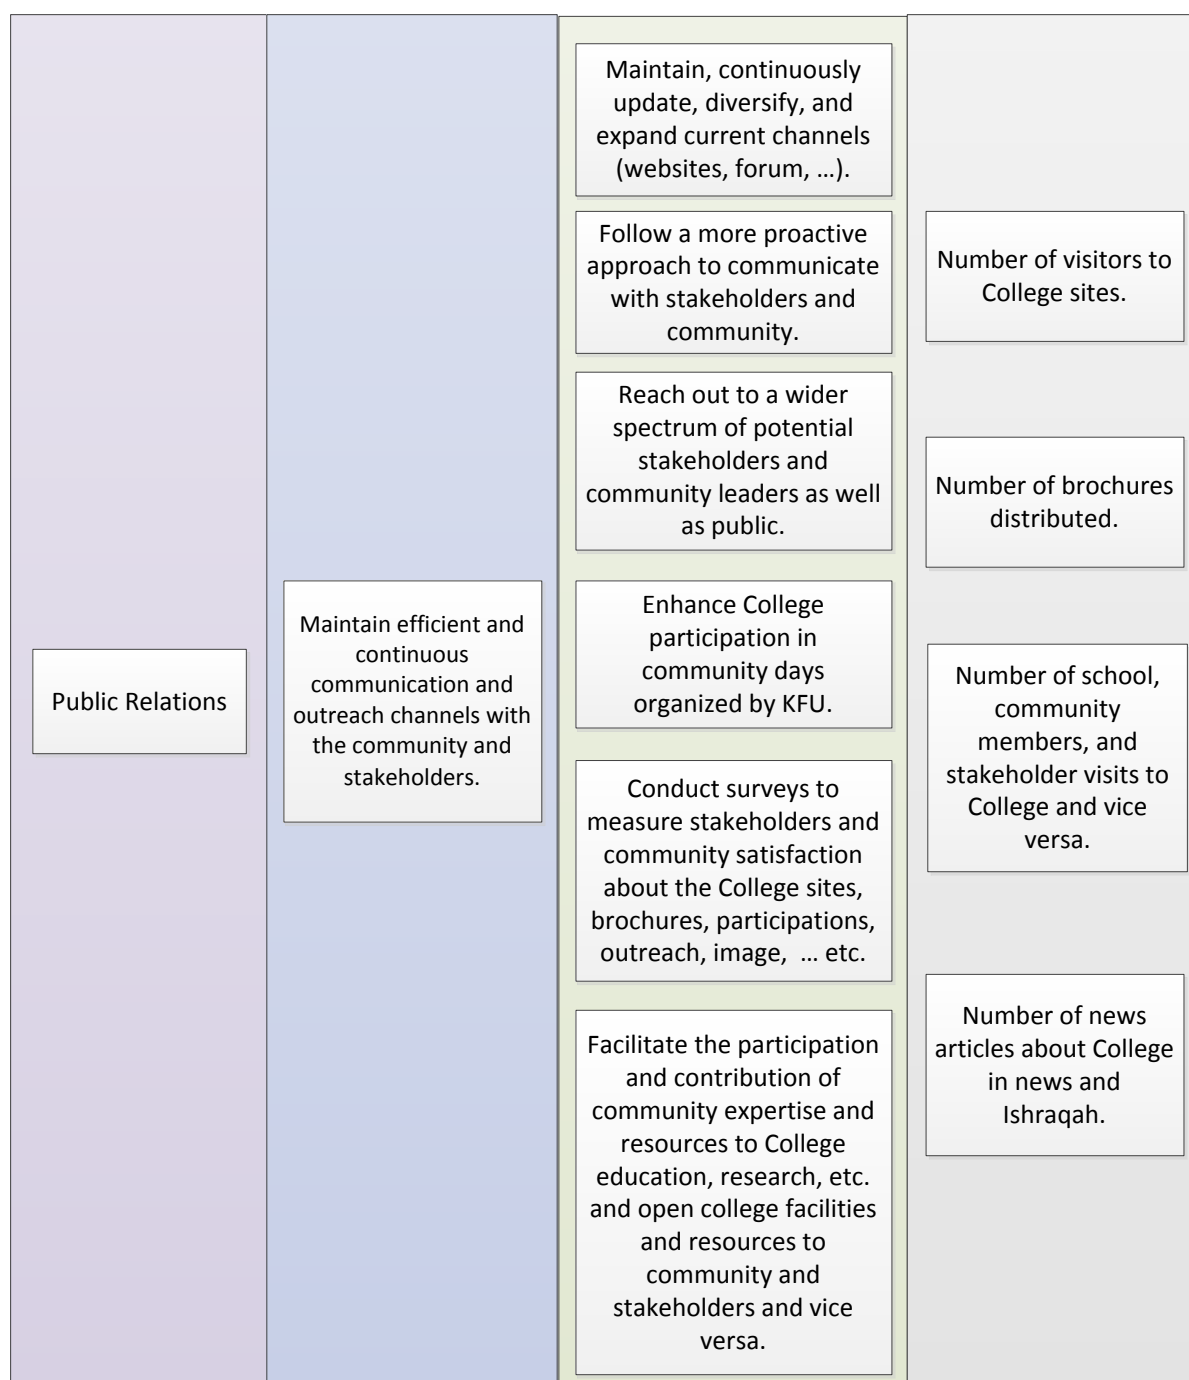 Public Relations
Maintain efficient and
continuous
communication and
outreach channels with
the community and
stakeholders.
Maintain, continuously
update, diversify, and
expand current channels
(websites, forum, …).
Follow a more proactive
approach to communicate
with stakeholders and
community.
Reach out to a wider
spectrum of potential
stakeholders and
community leaders as well
as public.
Enhance College
participation in
community days
organized by KFU.
Conduct surveys to
measure stakeholders and
community satisfaction
about the College sites,
brochures, participations,
outreach, image,  … etc.
Facilitate the participation
and contribution of
community expertise and
resources to College
education, research, etc.
and open college facilities
and resources to
community and
stakeholders and vice
versa.
Number of visitors to
College sites.
Number of brochures
distributed.
Number of school,
community
members, and
stakeholder visits to
College and vice
versa.
Number of news
articles about College
in news and
Ishraqah.